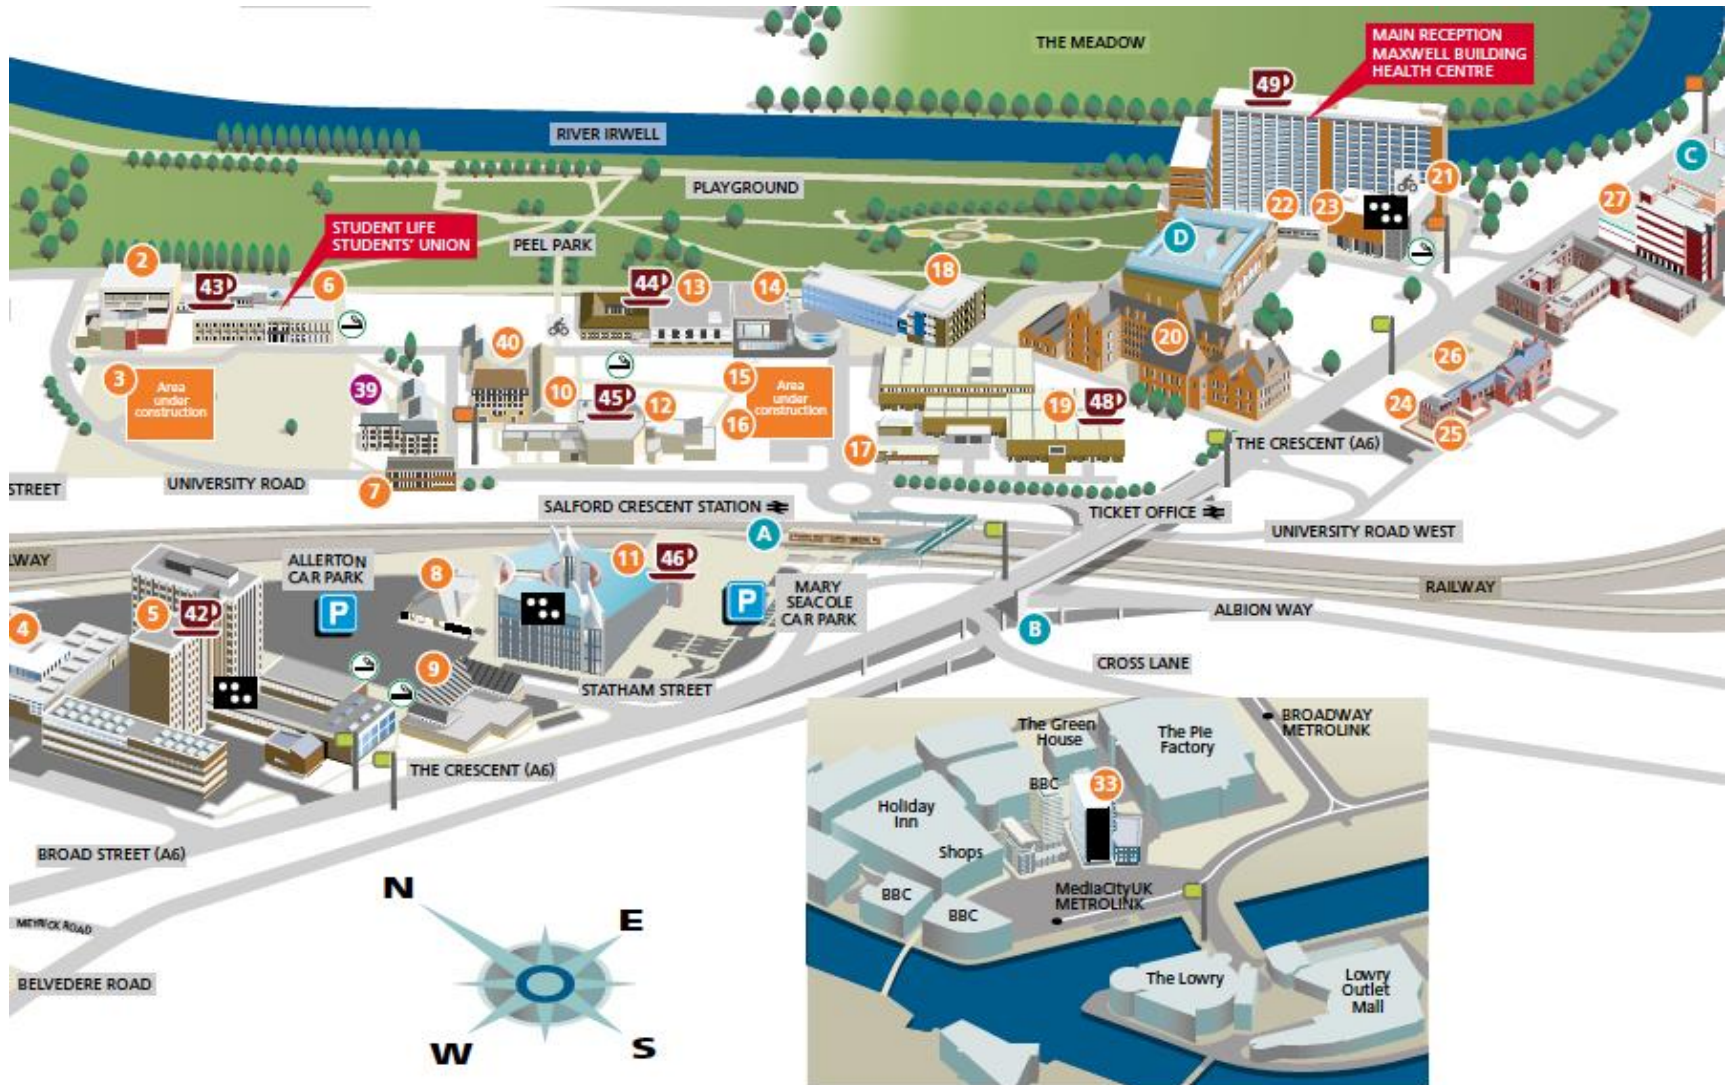 THE MEADOW
MAIN RECEPTION
MAXWELL BUILDING
HEALTH CENTRE
49
RIVER IRWELL
C
PLAYGROUND
21
27
22
23
STUDENT LIFE
STUDENTS' UNION
PEEL PARK
D
2
43
6
44
13
14
18
40
20
26
3
Area
under
construction
39
10
45
12
15
16
Area
under
construction
19
48
24
25
17
THE CRESCENT (A6)
STREET
UNIVERSITY ROAD
7
SALFORD CRESCENT STATION
TICKET OFFICE
UNIVERSITY ROAD WEST
A
LWAY
ALLERTON
CAR PARK
P
8
11
46
P
MARY
SEACOLE
CAR PARK
RAILWAY
ALBION WAY
4
5
42
B
9
CROSS LANE
STATHAM STREET
THE CRESCENT (A6)
BROAD STREET (A6)
MEYRICK ROAD
BELVEDERE ROAD
N
E
W
S
BROADWAY
METROLINK
The Green
House
The Pie
Factory
BBC
33
Holiday
Inn
Shops
BBC
BBC
MediaCityUK
METROLINK
The Lowry
Lowry
Outlet
Mall